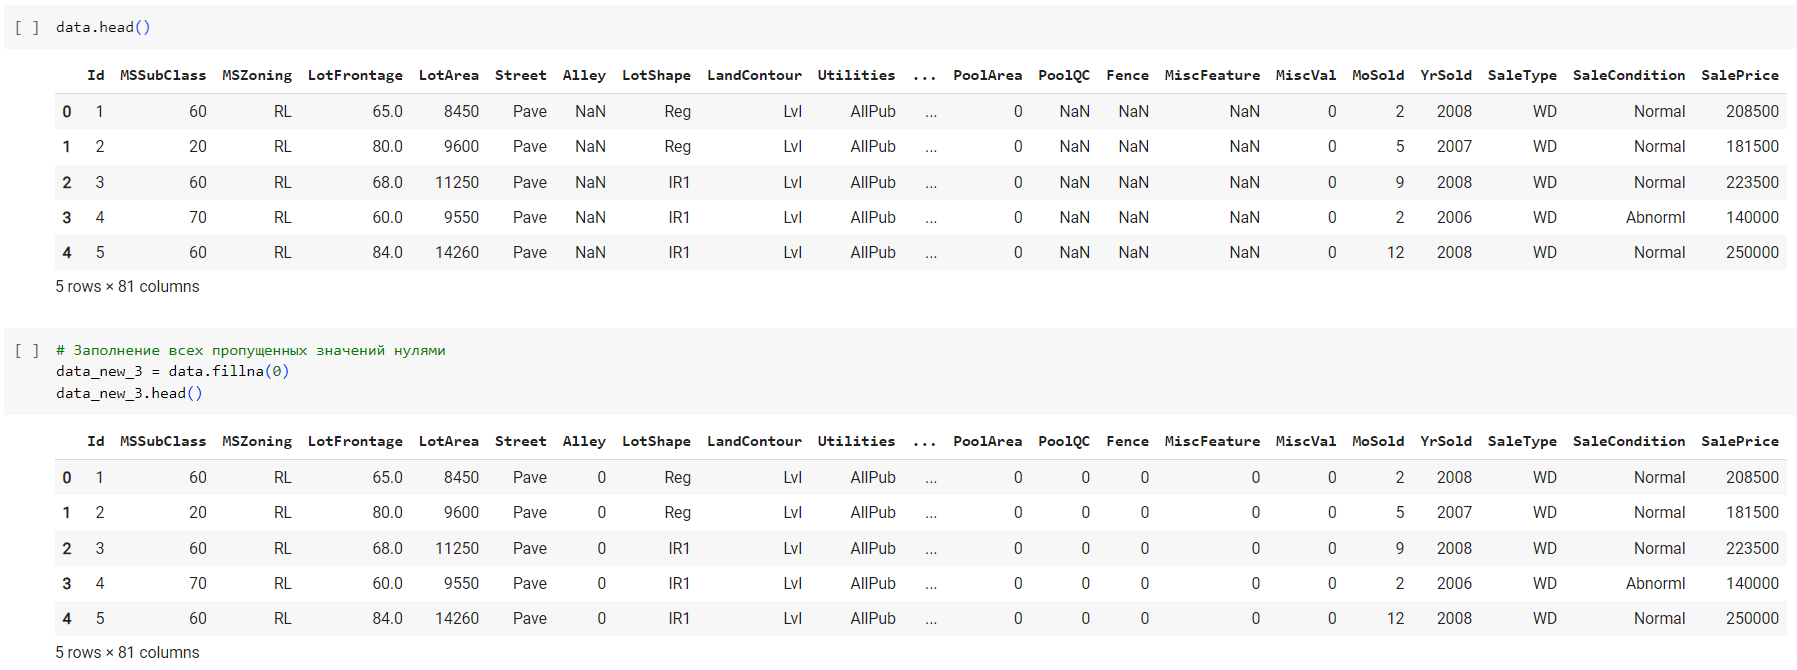 [ ] data.head()
Id MSSubClass MSZoning LotFrontage LotArea Street Alley LotShape LandContour Utilities ... PoolArea PoolQC Fence MiscFeature MiscVal MoSold YrSold SaleType SaleCondition SalePrice
0 1 60 RL 65.0 8450 Pave NaN Reg Lvl AllPub ... 0 NaN NaN NaN 0 2 2008 WD Normal 208500
1 2 20 RL 80.0 9600 Pave NaN Reg Lvl AllPub ... 0 NaN NaN NaN 0 5 2007 WD Normal 181500
2 3 60 RL 68.0 11250 Pave NaN IR1 Lvl AllPub ... 0 NaN NaN NaN 0 9 2008 WD Normal 223500
3 4 70 RL 60.0 9550 Pave NaN IR1 Lvl AllPub ... 0 NaN NaN NaN 0 2 2006 WD Abnorml 140000
4 5 60 RL 84.0 14260 Pave NaN IR1 Lvl AllPub ... 0 NaN NaN NaN 0 12 2008 WD Normal 250000
5 rows × 81 columns
[ ] # Заполнение всех пропущенных значений нулями
data_new_3 = data.fillna(0)
data_new_3.head()
Id MSSubClass MSZoning LotFrontage LotArea Street Alley LotShape LandContour Utilities ... PoolArea PoolQC Fence MiscFeature MiscVal MoSold YrSold SaleType SaleCondition SalePrice
0 1 60 RL 65.0 8450 Pave 0 Reg Lvl AllPub ... 0 0 0 0 0 2 2008 WD Normal 208500
1 2 20 RL 80.0 9600 Pave 0 Reg Lvl AllPub ... 0 0 0 0 0 5 2007 WD Normal 181500
2 3 60 RL 68.0 11250 Pave 0 IR1 Lvl AllPub ... 0 0 0 0 0 9 2008 WD Normal 223500
3 4 70 RL 60.0 9550 Pave 0 IR1 Lvl AllPub ... 0 0 0 0 0 2 2006 WD Abnorml 140000
4 5 60 RL 84.0 14260 Pave 0 IR1 Lvl AllPub ... 0 0 0 0 0 12 2008 WD Normal 250000
5 rows × 81 columns